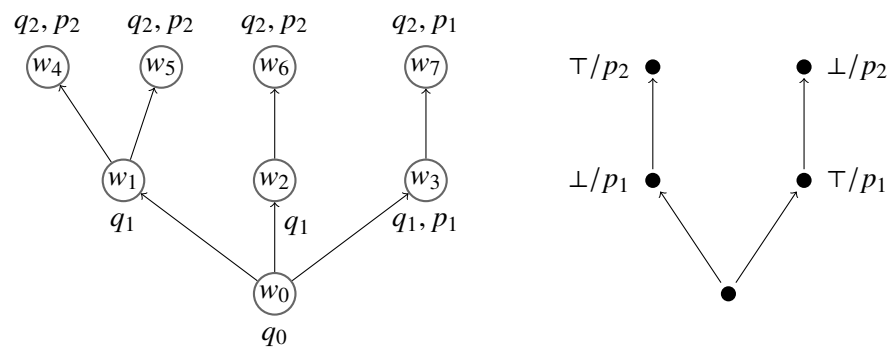 q₂, p₂ q₂, p₂ q₂, p₂ q₂, p₁
w₄ w₅ w₆ w₇ ⊤/p₂ ⊥/p₂
w₁ w₂ w₃ ⊥/p₁ ⊤/p₁
q₁ q₁ q₁, p₁
w₀
q₀